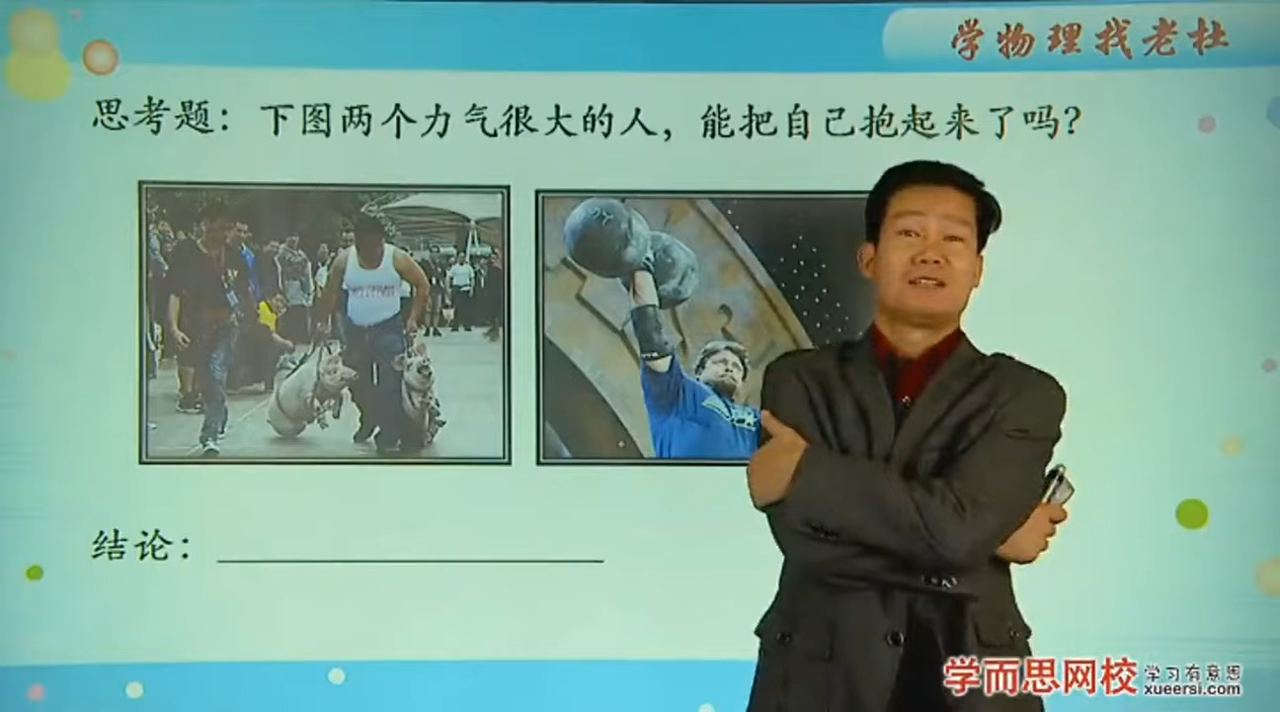 学物理找老杜
思考题：下图两个力气很大的人，能把自己抱起来了吗？
结论：
学而思网校
学习有意思
xueersi.com